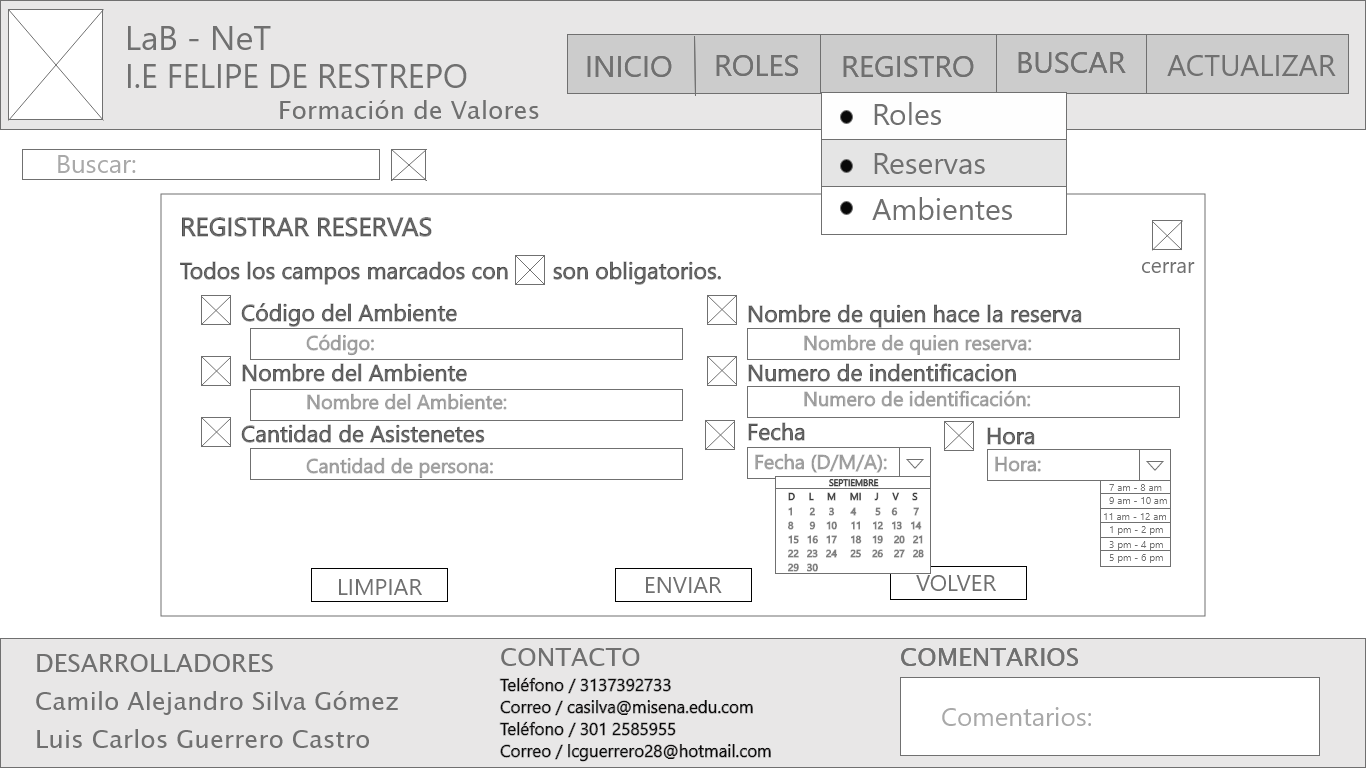 LaB - NeT
I.E FELIPE DE RESTREPO
Formación de Valores
INICIO ROLES REGISTRO BUSCAR ACTUALIZAR
Roles
Reservas
Ambientes
Buscar:
REGISTRAR RESERVAS
cerrar
Todos los campos marcados con son obligatorios.
Código del Ambiente
Código:
Nombre del Ambiente
Nombre del Ambiente:
Cantidad de Asistenetes
Cantidad de persona:
Nombre de quien hace la reserva
Nombre de quien reserva:
Numero de indentificacion
Numero de identificación:
Fecha
Fecha (D/M/A):
SEPTIEMBRE
D L M MI J V S
1 2 3 4 5 6 7
8 9 10 11 12 13 14
15 16 17 18 19 20 21
22 23 24 25 26 27 28
29 30
Hora
Hora:
7 am - 8 am
9 am - 10 am
11 am - 12 am
1 pm - 2 pm
3 pm - 4 pm
5 pm - 6 pm
LIMPIAR ENVIAR VOLVER
DESARROLLADORES
Camilo Alejandro Silva Gómez
Luis Carlos Guerrero Castro
CONTACTO
Teléfono / 3137392733
Correo / casilva@misena.edu.com
Teléfono / 301 2585955
Correo / lcguerrero28@hotmail.com
COMENTARIOS
Comentarios: